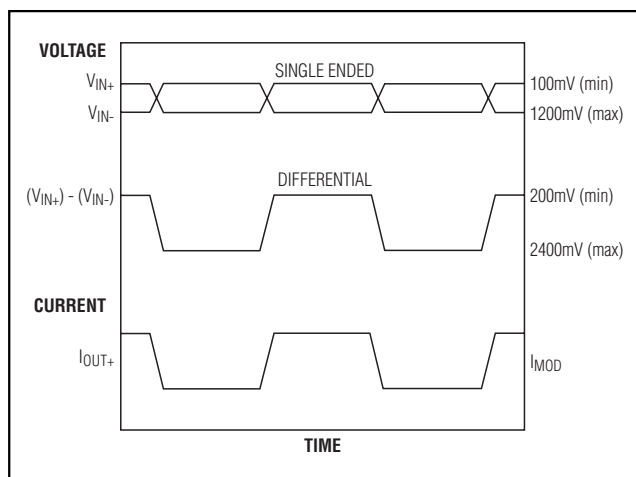 VOLTAGE
SINGLE ENDED
VIN+
100mV (min)
VIN-
1200mV (max)
DIFFERENTIAL
(VIN+) - (VIN-)
200mV (min)
2400mV (max)
CURRENT
IOUT+
IMOD
TIME